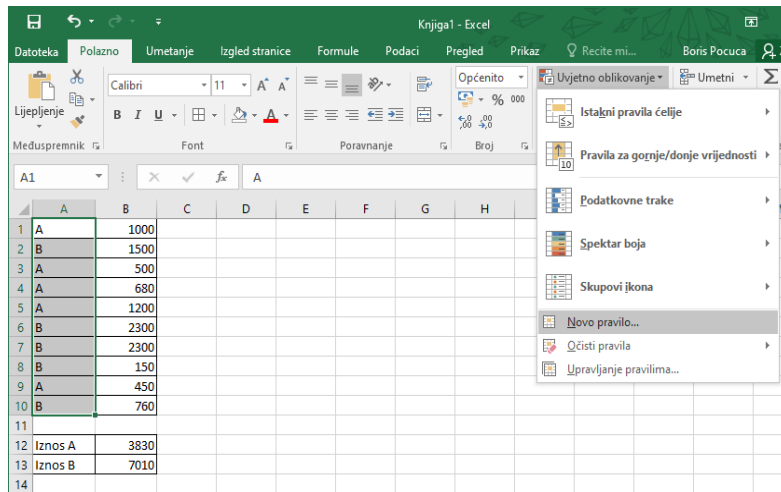 Knjiga1 - Excel
Datoteka Polazno Umetanje Izgled stranice Formule Podaci Pregled Prikaz Recite mi... Boris Pocuca
Lijepljenje Calibri 11 A A Općenito Uvjetno oblikovanje Umetni Σ
B I U A % 000
Međuspremnik Font Poravnanje Broj
A1 fx A
A B C D E F G H
1 A 1000
2 B 1500
3 A 500
4 A 680
5 A 1200
6 B 2300
7 B 2300
8 B 150
9 A 450
10 B 760
11
12 Iznos A 3830
13 Iznos B 7010
14
Istakni pravila ćelije
Pravila za gornje/donje vrijednosti
Podatkovne trake
Spektar boja
Skupovi ikona
Novo pravilo...
Očisti pravila
Upravljanje pravilima...